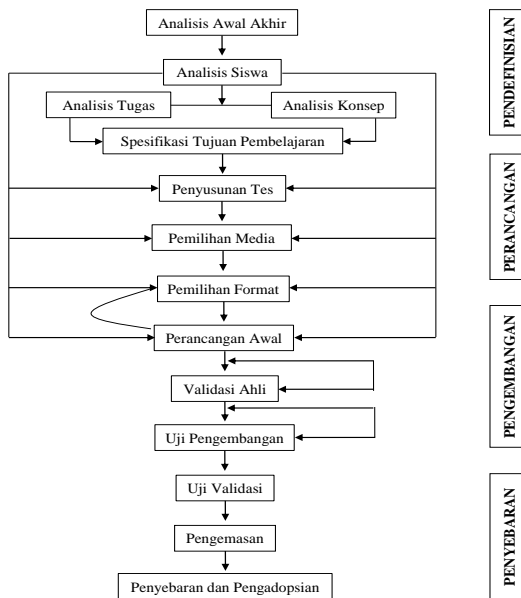 Analisis Awal Akhir
Analisis Siswa
Analisis Tugas
Analisis Konsep
Spesifikasi Tujuan Pembelajaran
Penyusunan Tes
Pemilihan Media
Pemilihan Format
Perancangan Awal
Validasi Ahli
Uji Pengembangan
Uji Validasi
Pengemasan
Penyebaran dan Pengadopsian
PENDEFINISIAN
PERANCANGAN
PENGEMBANGAN
PENYEBARAN